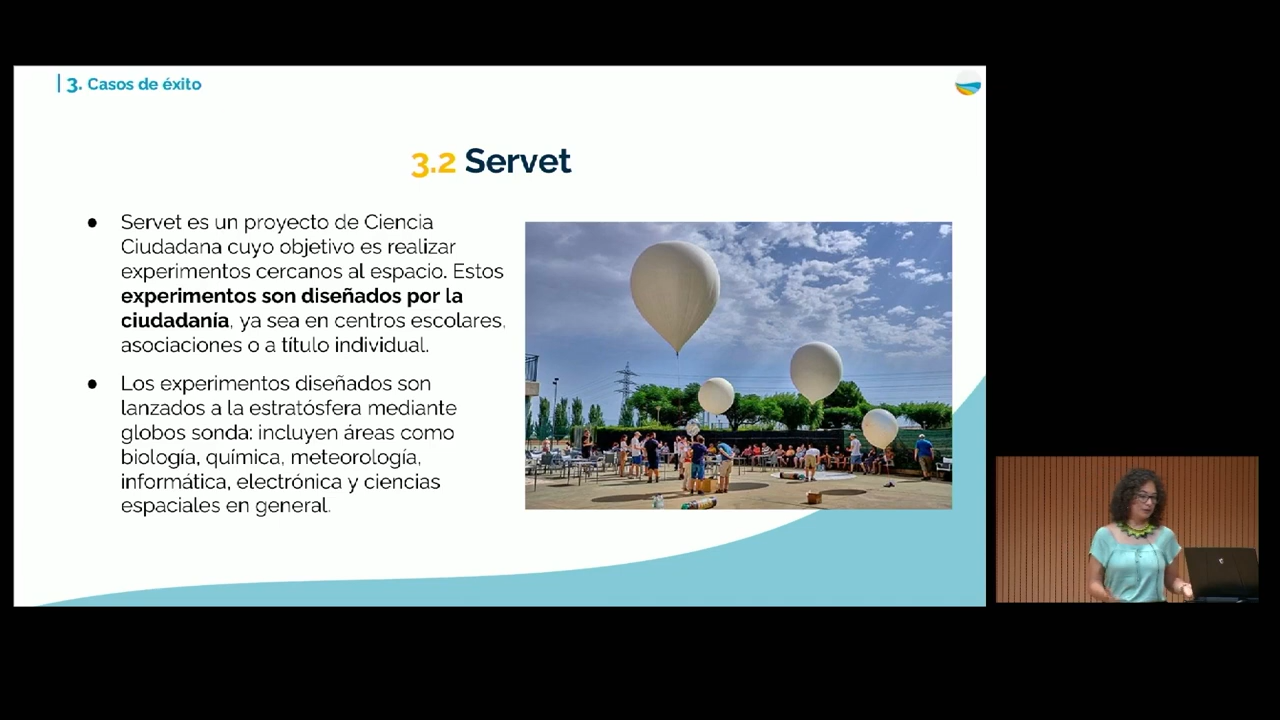 | 3. Casos de éxito
3.2 Servet
● Servet es un proyecto de Ciencia
Ciudadana cuyo objetivo es realizar
experimentos cercanos al espacio. Estos
experimentos son diseñados por la
ciudadanía, ya sea en centros escolares,
asociaciones o a título individual.
● Los experimentos diseñados son
lanzados a la estratósfera mediante
globos sonda: incluyen áreas como
biología, química, meteorología,
informática, electrónica y ciencias
espaciales en general.